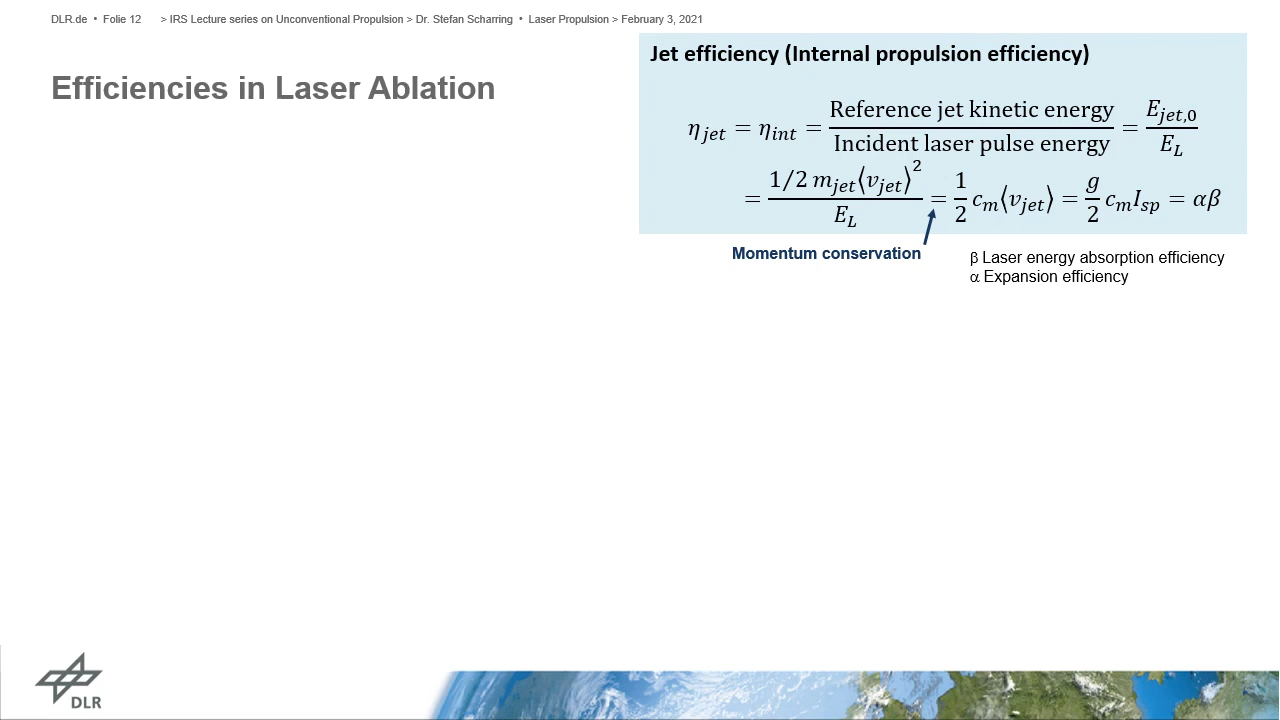 DLR.de • Folie 12 > IRS Lecture series on Unconventional Propulsion > Dr. Stefan Scharring • Laser Propulsion > February 3, 2021
Efficiencies in Laser Ablation
Jet efficiency (Internal propulsion efficiency)
η_jet = η_int = Reference jet kinetic energy / Incident laser pulse energy = E_jet,0 / E_L
= 1/2 m_jet⟨v_jet⟩² / E_L = 1/2 c_m⟨v_jet⟩ = g/2 c_m I_sp = αβ
Momentum conservation
β Laser energy absorption efficiency
α Expansion efficiency
DLR